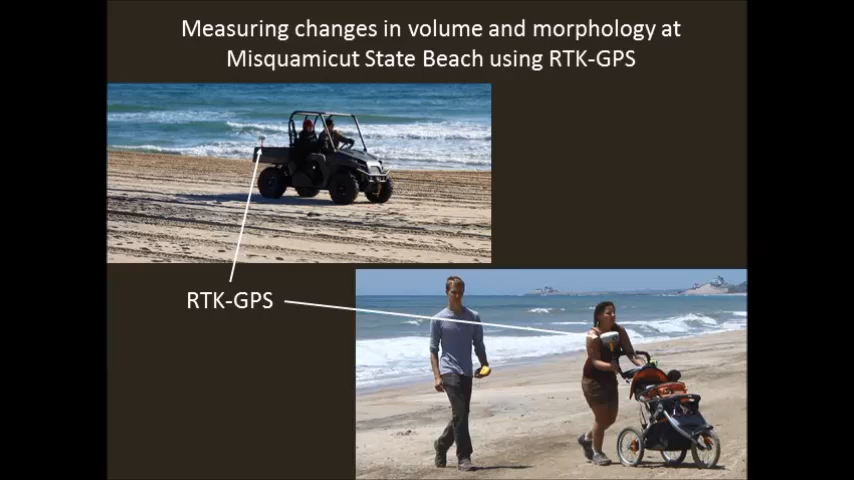 Measuring changes in volume and morphology at
Misquamicut State Beach using RTK-GPS
RTK-GPS